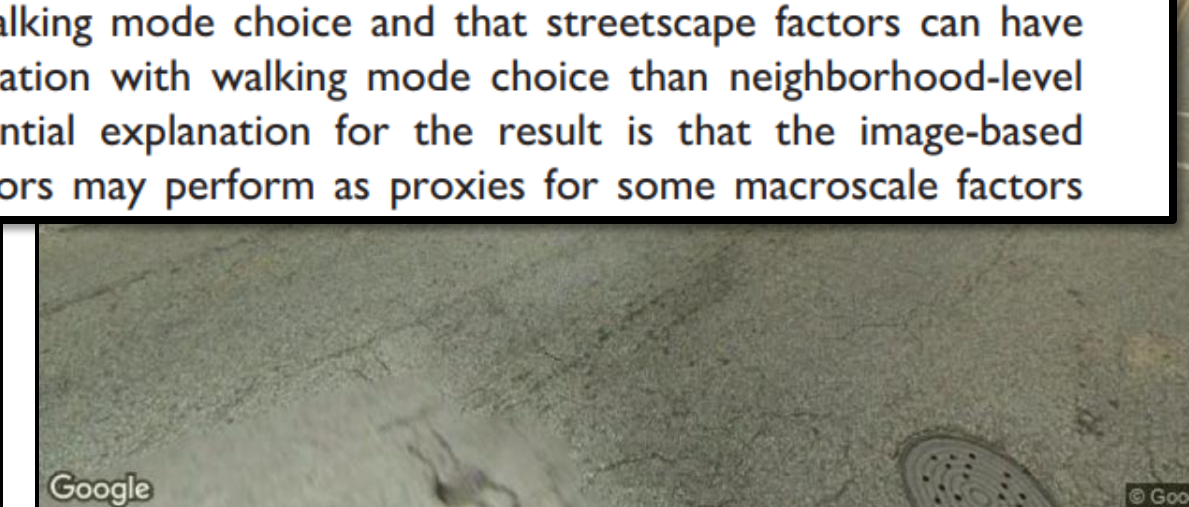 alking mode choice and that streetscape factors can have
ation with walking mode choice than neighborhood-level
ntial explanation for the result is that the image-based
ors may perform as proxies for some macroscale factors
Google
© Goo